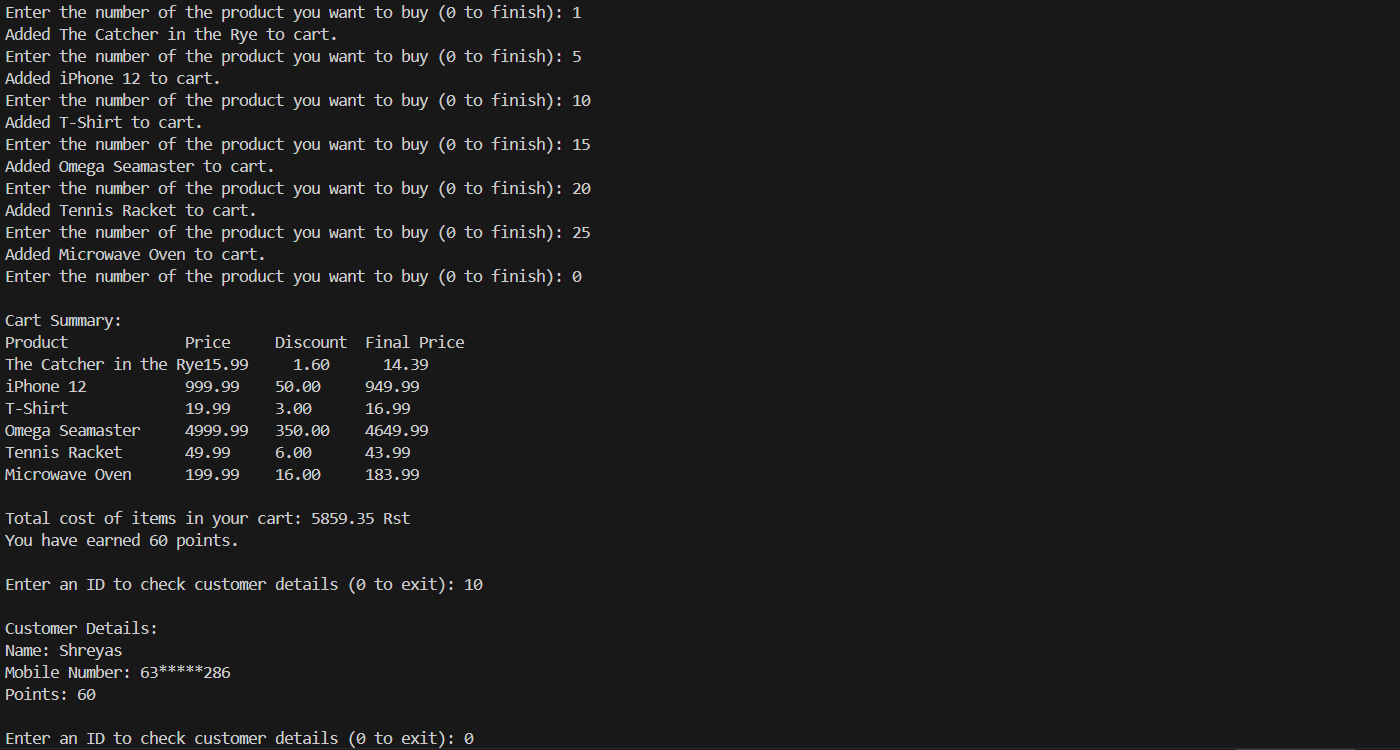 Enter the number of the product you want to buy (0 to finish): 1
Added The Catcher in the Rye to cart.
Enter the number of the product you want to buy (0 to finish): 5
Added iPhone 12 to cart.
Enter the number of the product you want to buy (0 to finish): 10
Added T-Shirt to cart.
Enter the number of the product you want to buy (0 to finish): 15
Added Omega Seamaster to cart.
Enter the number of the product you want to buy (0 to finish): 20
Added Tennis Racket to cart.
Enter the number of the product you want to buy (0 to finish): 25
Added Microwave Oven to cart.
Enter the number of the product you want to buy (0 to finish): 0

Cart Summary:
Product             Price     Discount  Final Price
The Catcher in the Rye15.99     1.60      14.39
iPhone 12           999.99    50.00     949.99
T-Shirt             19.99     3.00      16.99
Omega Seamaster     4999.99   350.00    4649.99
Tennis Racket       49.99     6.00      43.99
Microwave Oven      199.99    16.00     183.99

Total cost of items in your cart: 5859.35 Rst
You have earned 60 points.

Enter an ID to check customer details (0 to exit): 10

Customer Details:
Name: Shreyas
Mobile Number: 63*****286
Points: 60

Enter an ID to check customer details (0 to exit): 0